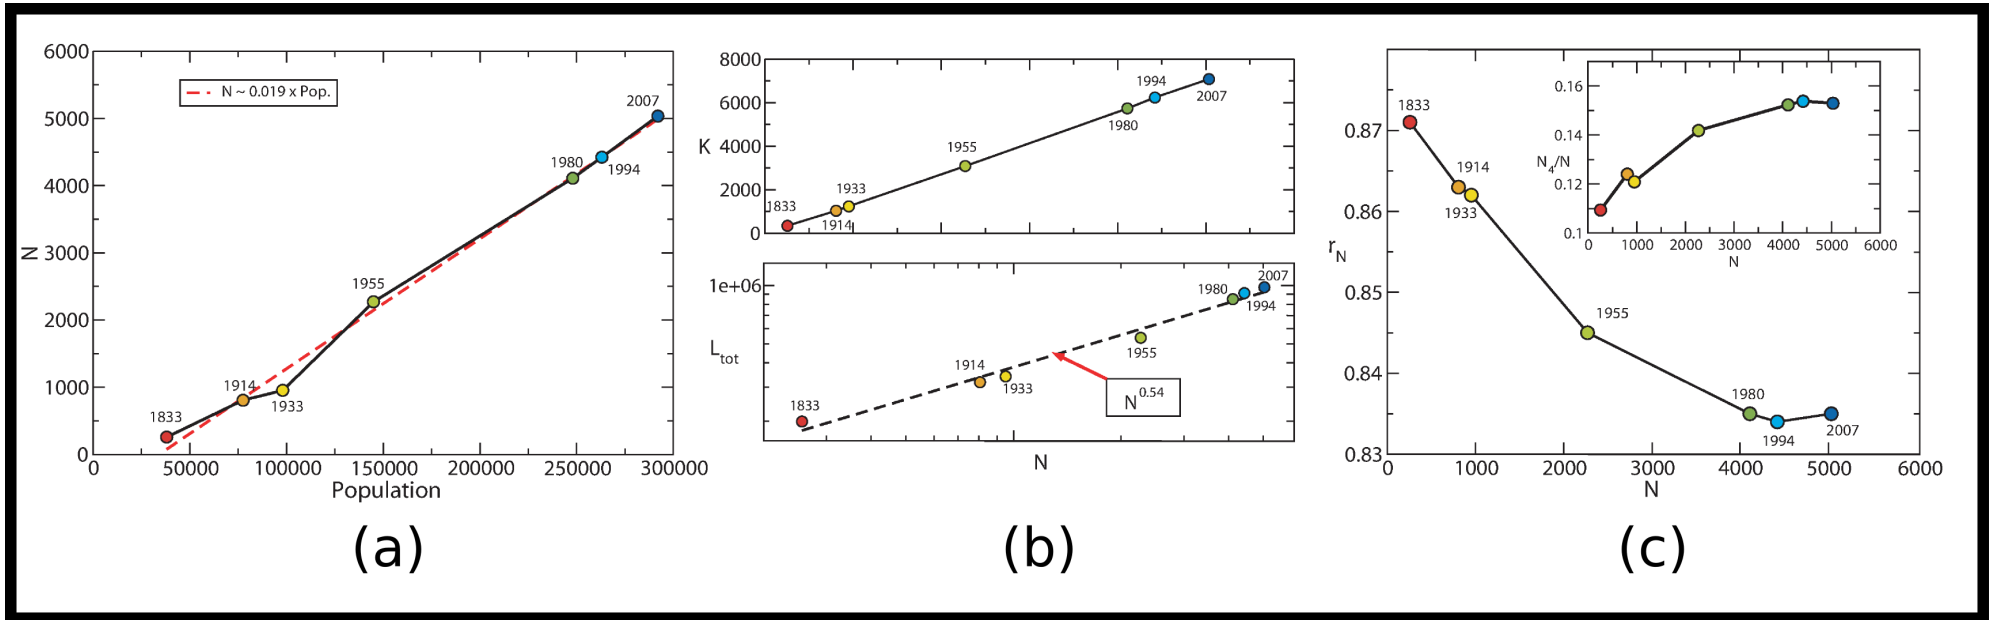 6000
5000
4000
3000
2000
1000
0
N
N ~ 0.019 x Pop.
1833
1914
1933
1955
1980
1994
2007
0 50000 100000 150000 200000 250000 300000
Population
(a)
8000
6000
4000
2000
0
K
1833
1914
1933
1955
1980
1994
2007
1e+06
L_tot
1833
1914
1933
1955
1980
1994
2007
N^0.54
N
(b)
0.87
0.86
0.85
0.84
0.83
r_N
1833
1914
1933
1955
1980
1994
2007
0.16
0.14
0.12
0.1
N_4/N
0 1000 2000 3000 4000 5000 6000
N
0 1000 2000 3000 4000 5000 6000
N
(c)